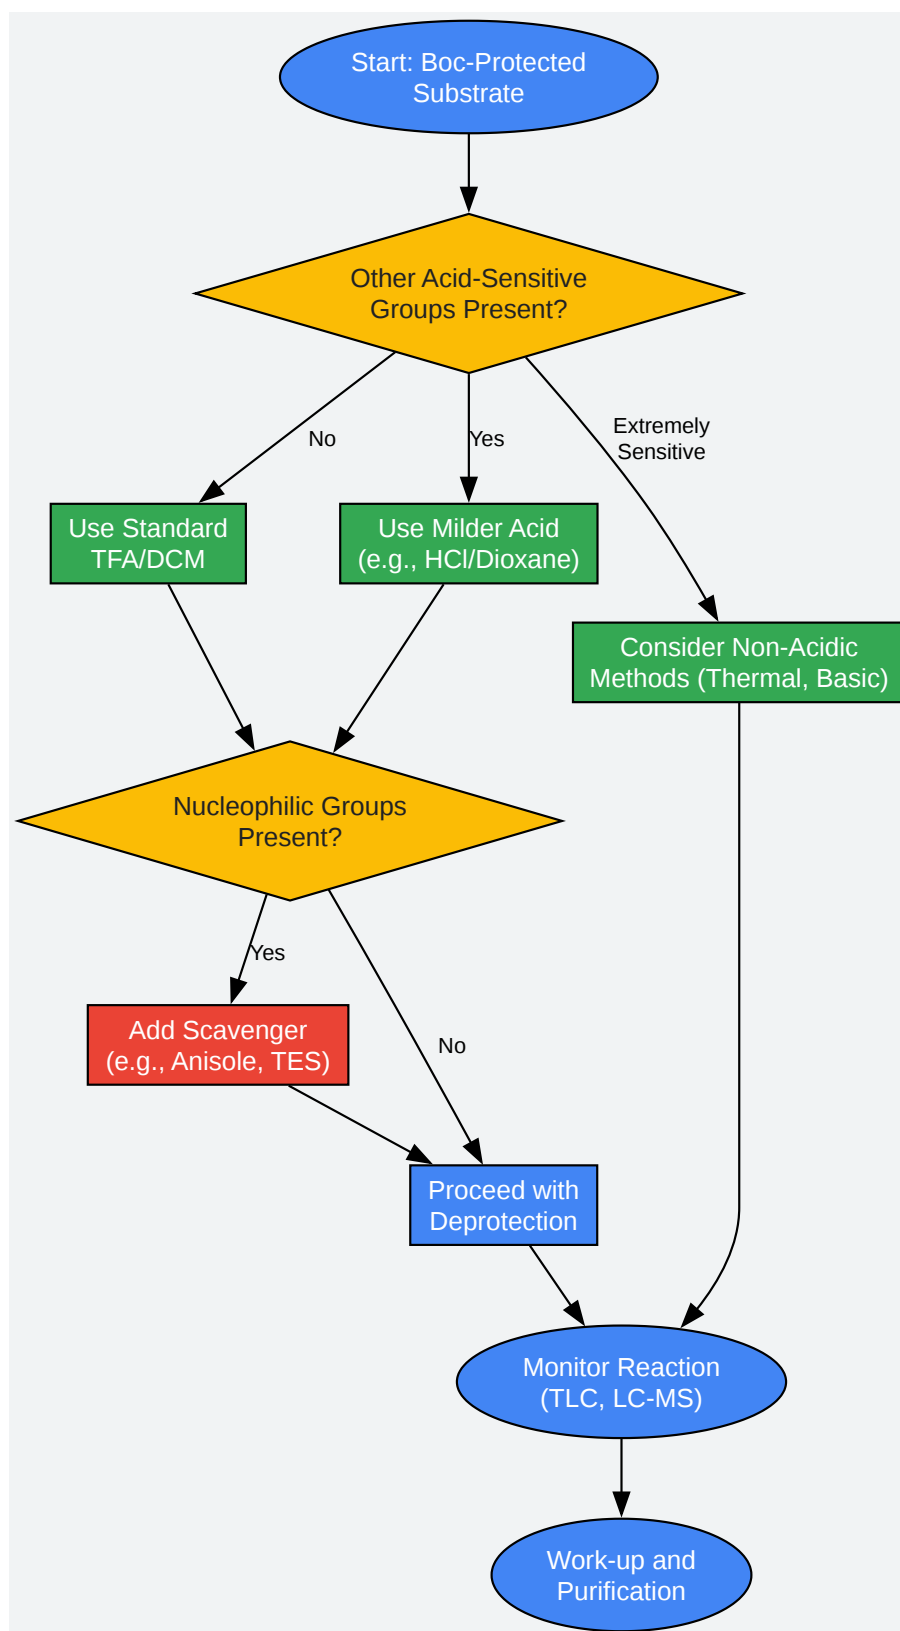 Start: Boc-Protected
Substrate
Other Acid-Sensitive
Groups Present?
No
Yes
Extremely
Sensitive
Use Standard
TFA/DCM
Use Milder Acid
(e.g., HCl/Dioxane)
Consider Non-Acidic
Methods (Thermal, Basic)
Nucleophilic Groups
Present?
Yes
No
Add Scavenger
(e.g., Anisole, TES)
Proceed with
Deprotection
Monitor Reaction
(TLC, LC-MS)
Work-up and
Purification